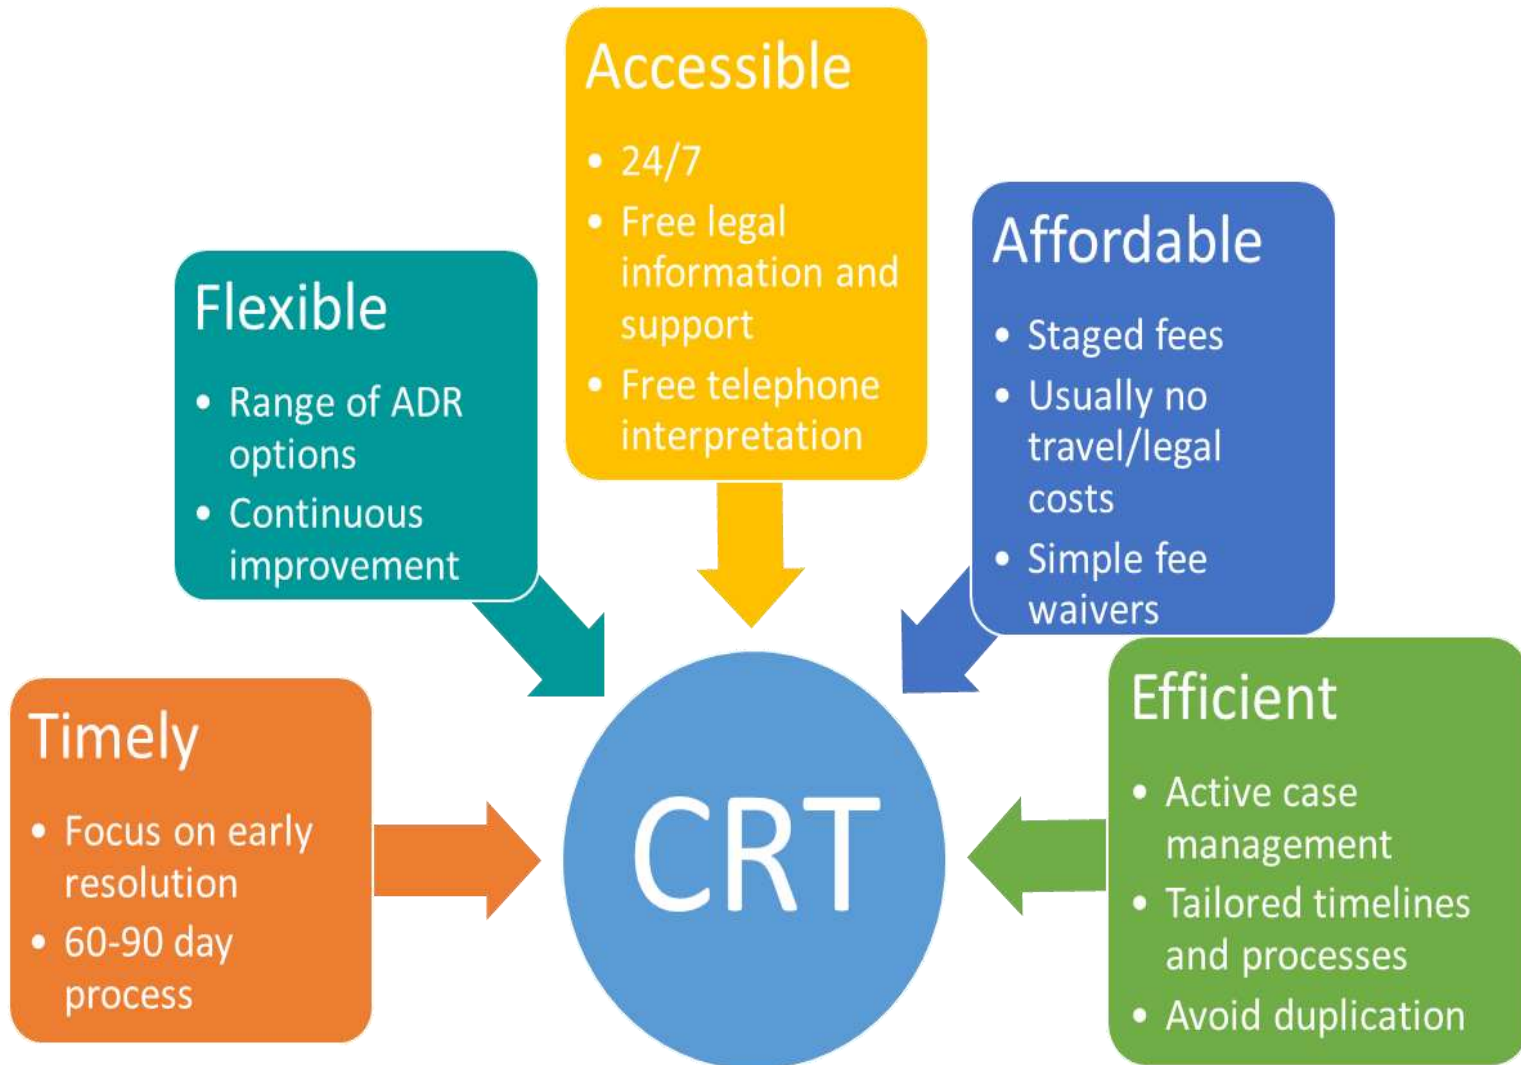 Accessible
• 24/7
• Free legal
information and
support
• Free telephone
interpretation
Affordable
• Staged fees
• Usually no
travel/legal
costs
• Simple fee
waivers
Flexible
• Range of ADR
options
• Continuous
improvement
Timely
• Focus on early
resolution
• 60-90 day
process
Efficient
• Active case
management
• Tailored timelines
and processes
• Avoid duplication
CRT